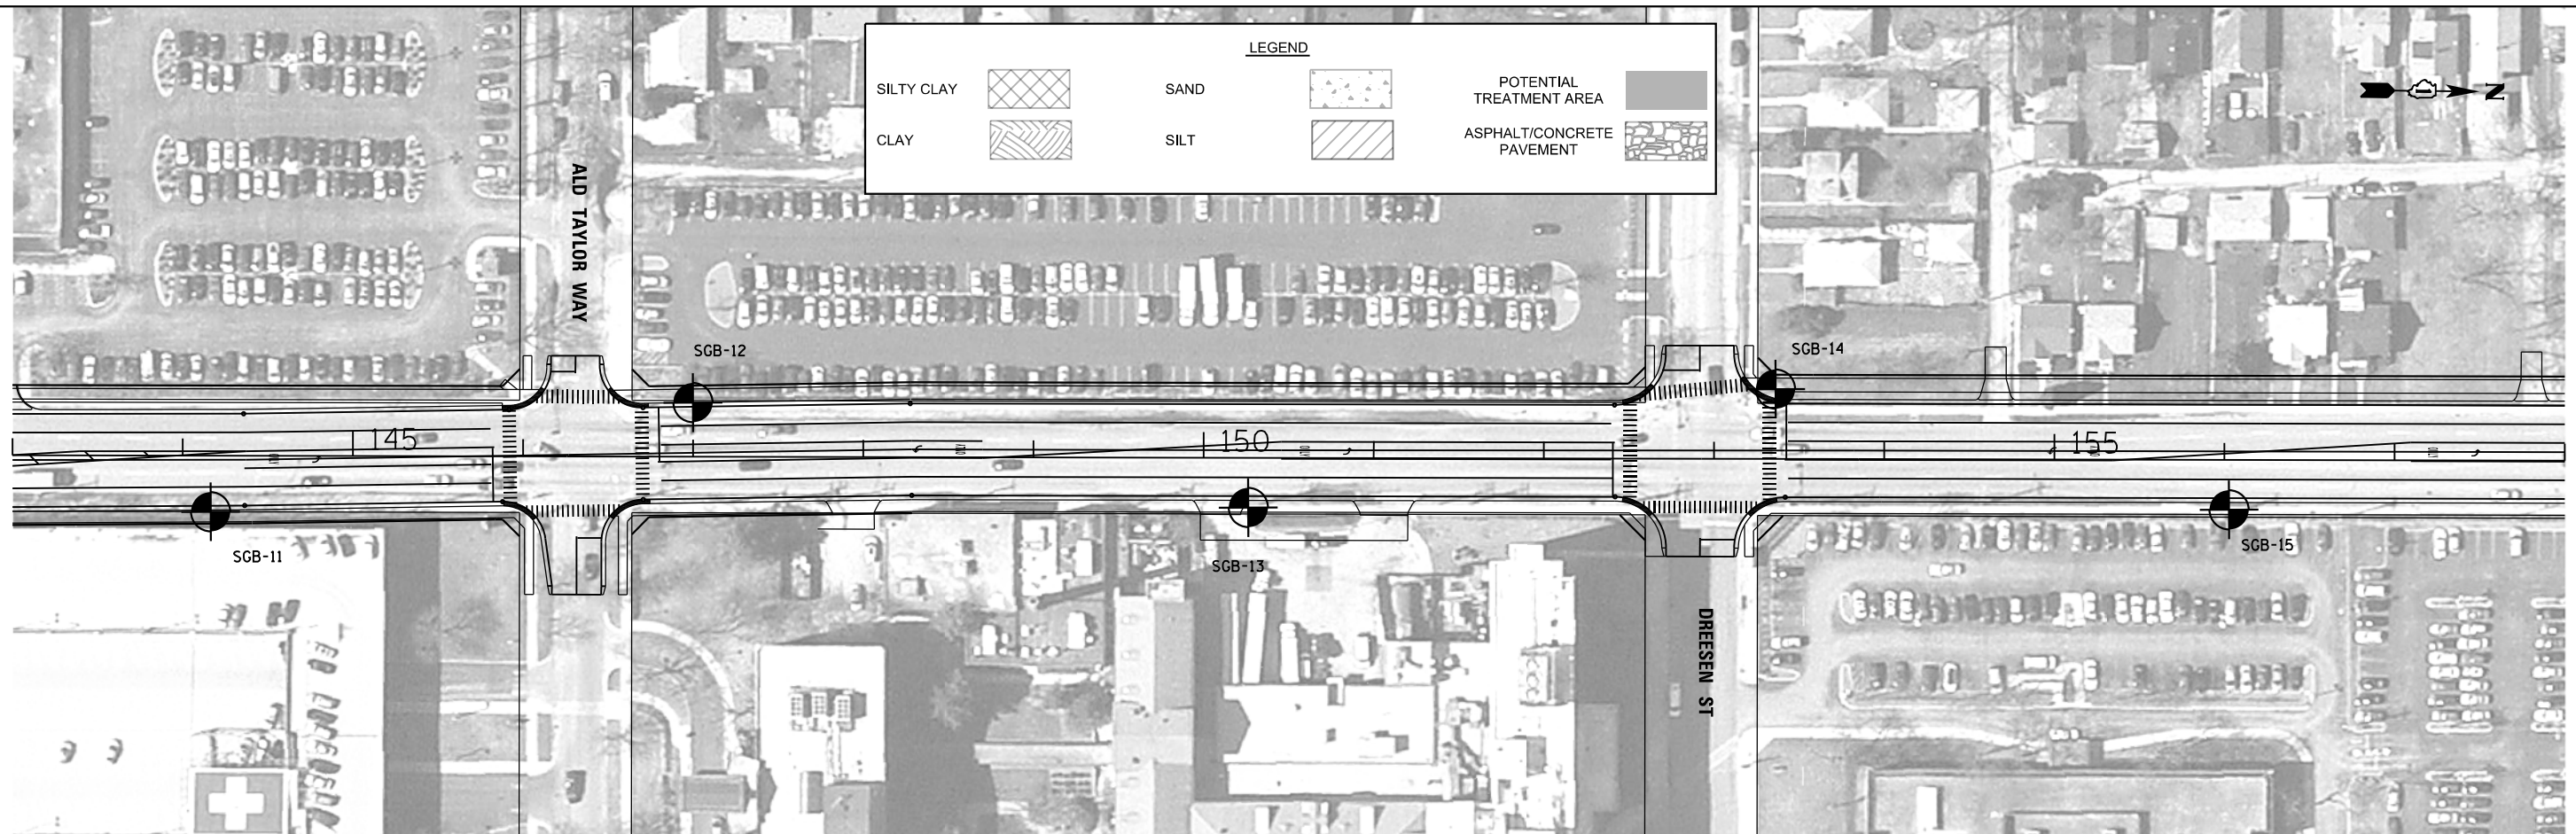 LEGEND
SILTY CLAY
SAND
POTENTIAL
TREATMENT AREA
CLAY
SILT
ASPHALT/CONCRETE
PAVEMENT
N
ALD TAYLOR WAY
SGB-12
SGB-14
145
150
155
SGB-11
SGB-13
SGB-15
DREESEN ST